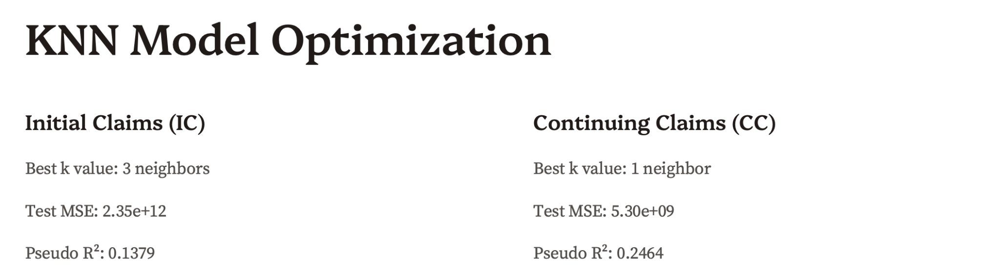 KNN Model Optimization
Initial Claims (IC)
Best k value: 3 neighbors
Test MSE: 2.35e+12
Pseudo R²: 0.1379
Continuing Claims (CC)
Best k value: 1 neighbor
Test MSE: 5.30e+09
Pseudo R²: 0.2464